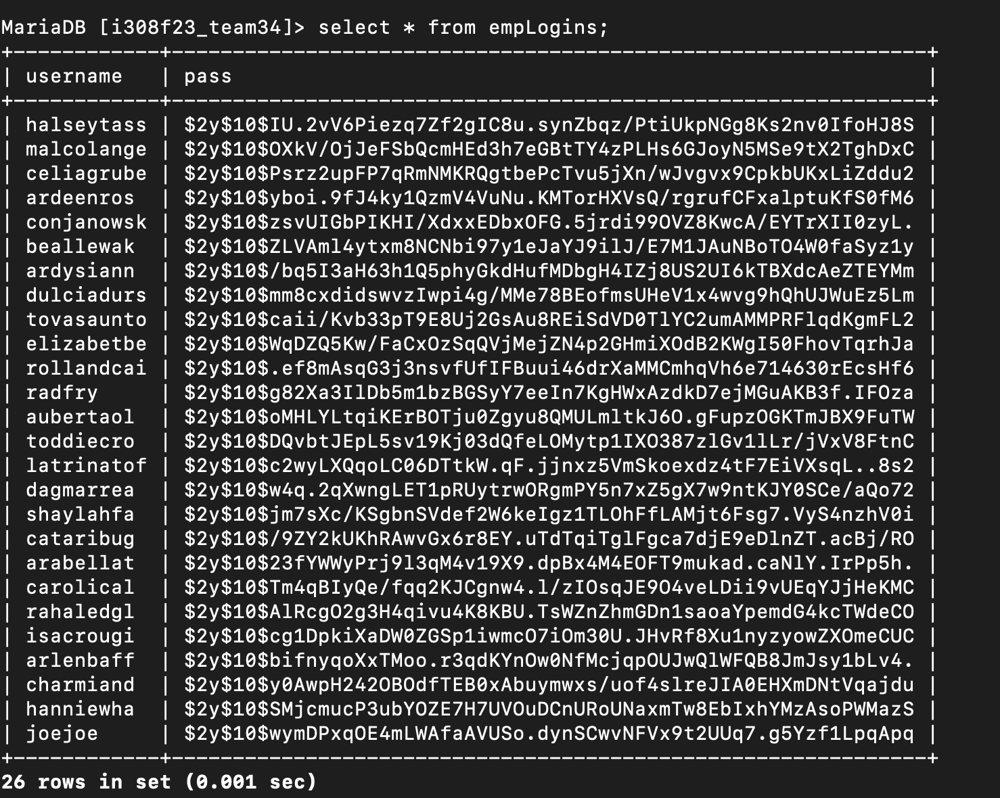 MariaDB [i308f23_team34]> select * from empLogins;
+------------+--------------------------------------------------------------+
| username   | pass                                                         |
+------------+--------------------------------------------------------------+
| halseytass | $2y$10$IU.2vV6Piezq7Zf2gIC8u.synZbqz/PtiUkpNGg8Ks2nv0IfoHJ8S |
| malcolange | $2y$10$OXkV/OjJeFSbQcmHEd3h7eGBtTY4zPLHs6GJoyN5MSe9tX2TghDxC |
| celiagrube | $2y$10$Psrz2upFP7qRmNMKRQgtbePcTvu5jXn/wJvgvx9CpkbUKxLiZddu2 |
| ardeenros  | $2y$10$yboi.9fJ4ky1QzmV4VuNu.KMTorHXVsQ/rgrufCFxalptuKfS0fM6 |
| conjanowsk | $2y$10$zsvUIGbPIKHI/XdxxEDbxOFG.5jrdi99OVZ8KwcA/EYTrXII0zyL. |
| beallewak  | $2y$10$ZLVAml4ytxm8NCNbi97y1eJaYJ9ilJ/E7M1JAuNBoTO4W0faSyz1y |
| ardysiann  | $2y$10$/bq5I3aH63h1Q5phyGkdHufMDbgH4IZj8US2UI6kTBXdcAeZTEYMm |
| dulciadurs | $2y$10$mm8cxdidswvzIwpi4g/MMe78BEofmsUHeV1x4wvg9hQhUJWuEz5Lm |
| tovasaunto | $2y$10$caii/Kvb33pT9E8Uj2GsAu8REiSdVD0TlYC2umAMMPRFlqdKgmFL2 |
| elizabetbe | $2y$10$WqDZQ5Kw/FaCxOzSqQVjMejZN4p2GHmiXOdB2KWgI50FhovTqrhJa |
| rollandcai | $2y$10$.ef8mAsqG3j3nsvfUfIFBuui46drXaMMCmhqVh6e714630rEcsHf6 |
| radfry     | $2y$10$g82Xa3IlDb5m1bzBGSyY7eeIn7KgHWxAzdkD7ejMGuAKB3f.IFOza |
| aubertaol  | $2y$10$oMHLYLtqiKErBOTju0Zgyu8QMULmltkJ6O.gFupzOGKTmJBX9FuTW |
| toddiecro  | $2y$10$DQvbtJEpL5sv19Kj03dQfeLOMytp1IXO387zlGv1lLr/jVxV8FtnC |
| latrinatof | $2y$10$c2wyLXQqoLC06DTtkW.qF.jjnxz5VmSkoexdz4tF7EiVXsqL..8s2 |
| dagmarrea  | $2y$10$w4q.2qXwngLET1pRUytrwORgmPY5n7xZ5gX7w9ntKJY0SCe/aQo72 |
| shaylahfa  | $2y$10$jm7sXc/KSgbnSVdef2W6keIgz1TLOhFfLAMjt6Fsg7.VyS4nzhV0i |
| cataribug  | $2y$10$/9ZY2kUKhRAwvGx6r8EY.uTdTqiTglFgca7djE9eDlnZT.acBj/RO |
| arabellat  | $2y$10$23fYWWyPrj9l3qM4v19X9.dpBx4M4EOFT9mukad.caNlY.IrPp5h. |
| carolical  | $2y$10$Tm4qBIyQe/fqq2KJCgnw4.l/zIOsqJE9O4veLDii9vUEqYJjHeKMC |
| rahaledgl  | $2y$10$AlRcgO2g3H4qivu4K8KBU.TsWZnZhmGDn1saoaYpemdG4kcTWdeCO |
| isacrougi  | $2y$10$cg1DpkiXaDW0ZGSp1iwmcO7iOm30U.JHvRf8Xu1nyzyowZXOmeCUC |
| arlenbaff  | $2y$10$bifnyqoXxTMoo.r3qdKYnOw0NfMcjqpOUJwQlWFQB8JmJsy1bLv4. |
| charmiand  | $2y$10$y0AwpH242OBOdfTEB0xAbuymwxs/uof4slreJIA0EHXmDNtVqajdu |
| hanniewha  | $2y$10$SMjcmucP3ubYOZE7H7UVOuDCnURoUNaxmTw8EbIxhYMzAsoPWMazS |
| joejoe     | $2y$10$wymDPxqOE4mLWAfaAVUSo.dynSCwvNFVx9t2UUq7.g5Yzf1LpqApq |
+------------+--------------------------------------------------------------+
26 rows in set (0.001 sec)